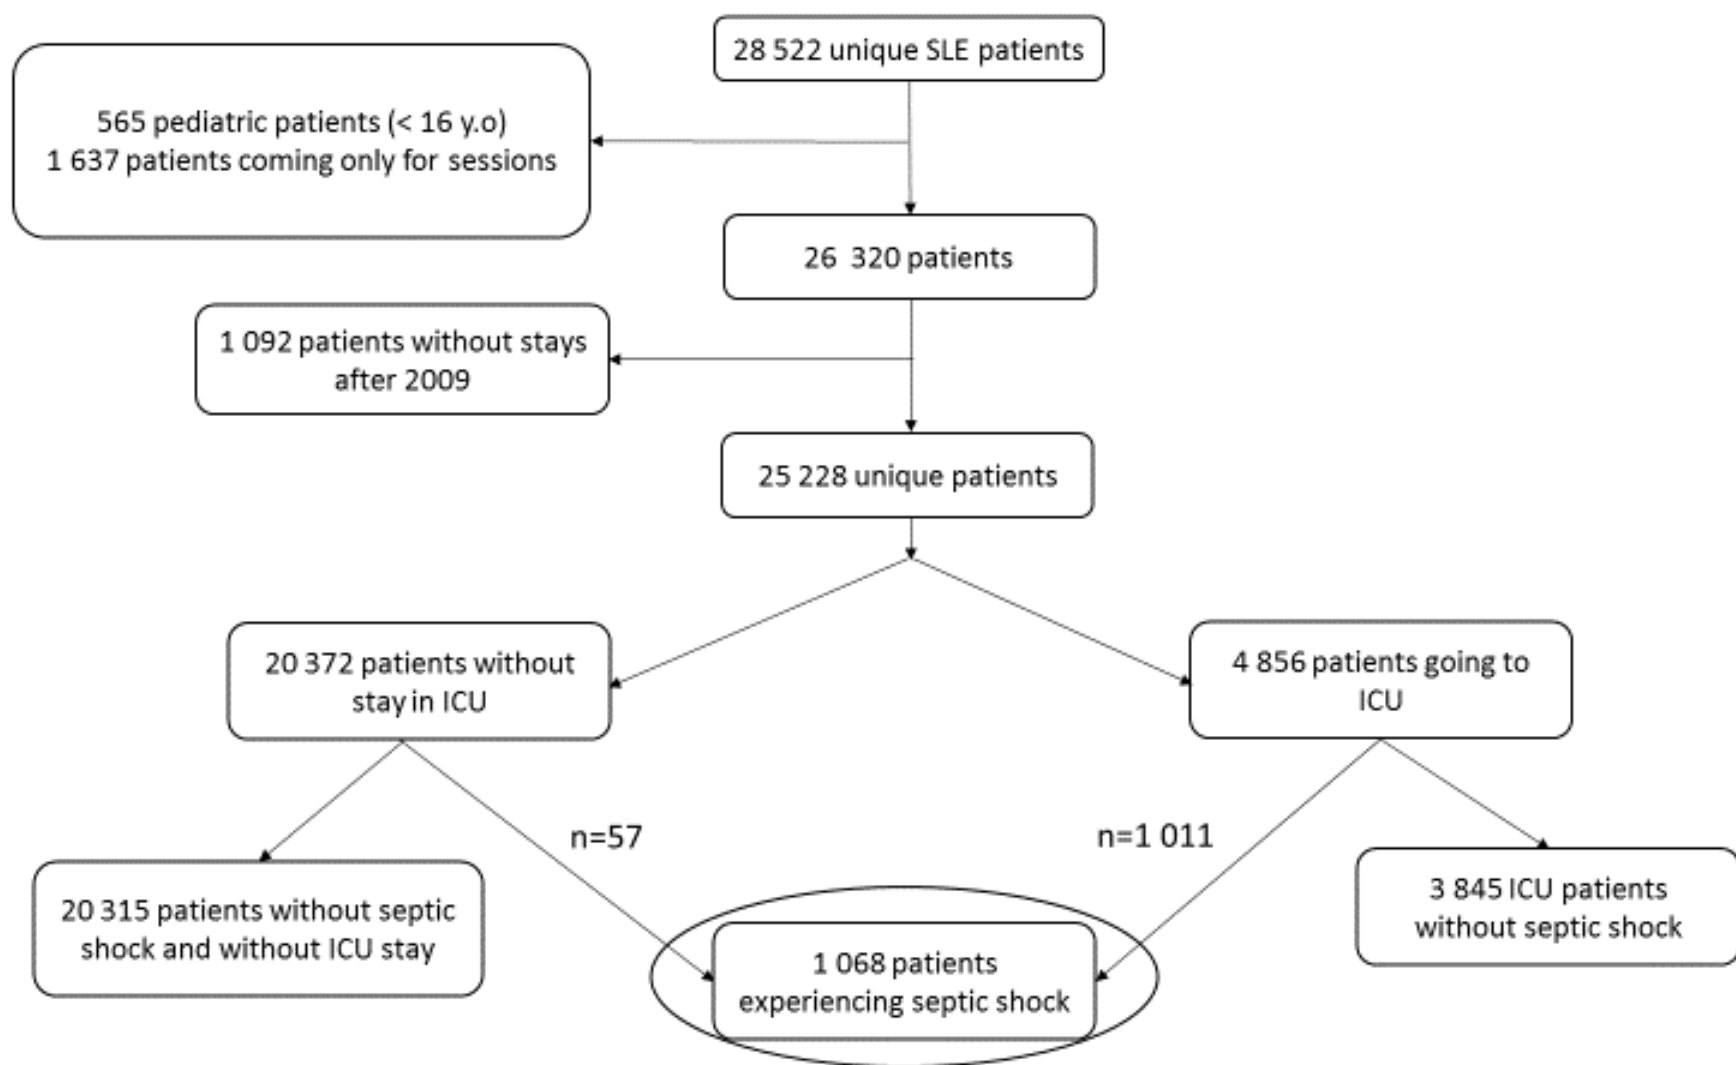 28 522 unique SLE patients
565 pediatric patients (< 16 y.o)
1 637 patients coming only for sessions
26 320 patients
1 092 patients without stays
after 2009
25 228 unique patients
20 372 patients without
stay in ICU
4 856 patients going to
ICU
n=57
n=1 011
20 315 patients without septic
shock and without ICU stay
1 068 patients
experiencing septic shock
3 845 ICU patients
without septic shock